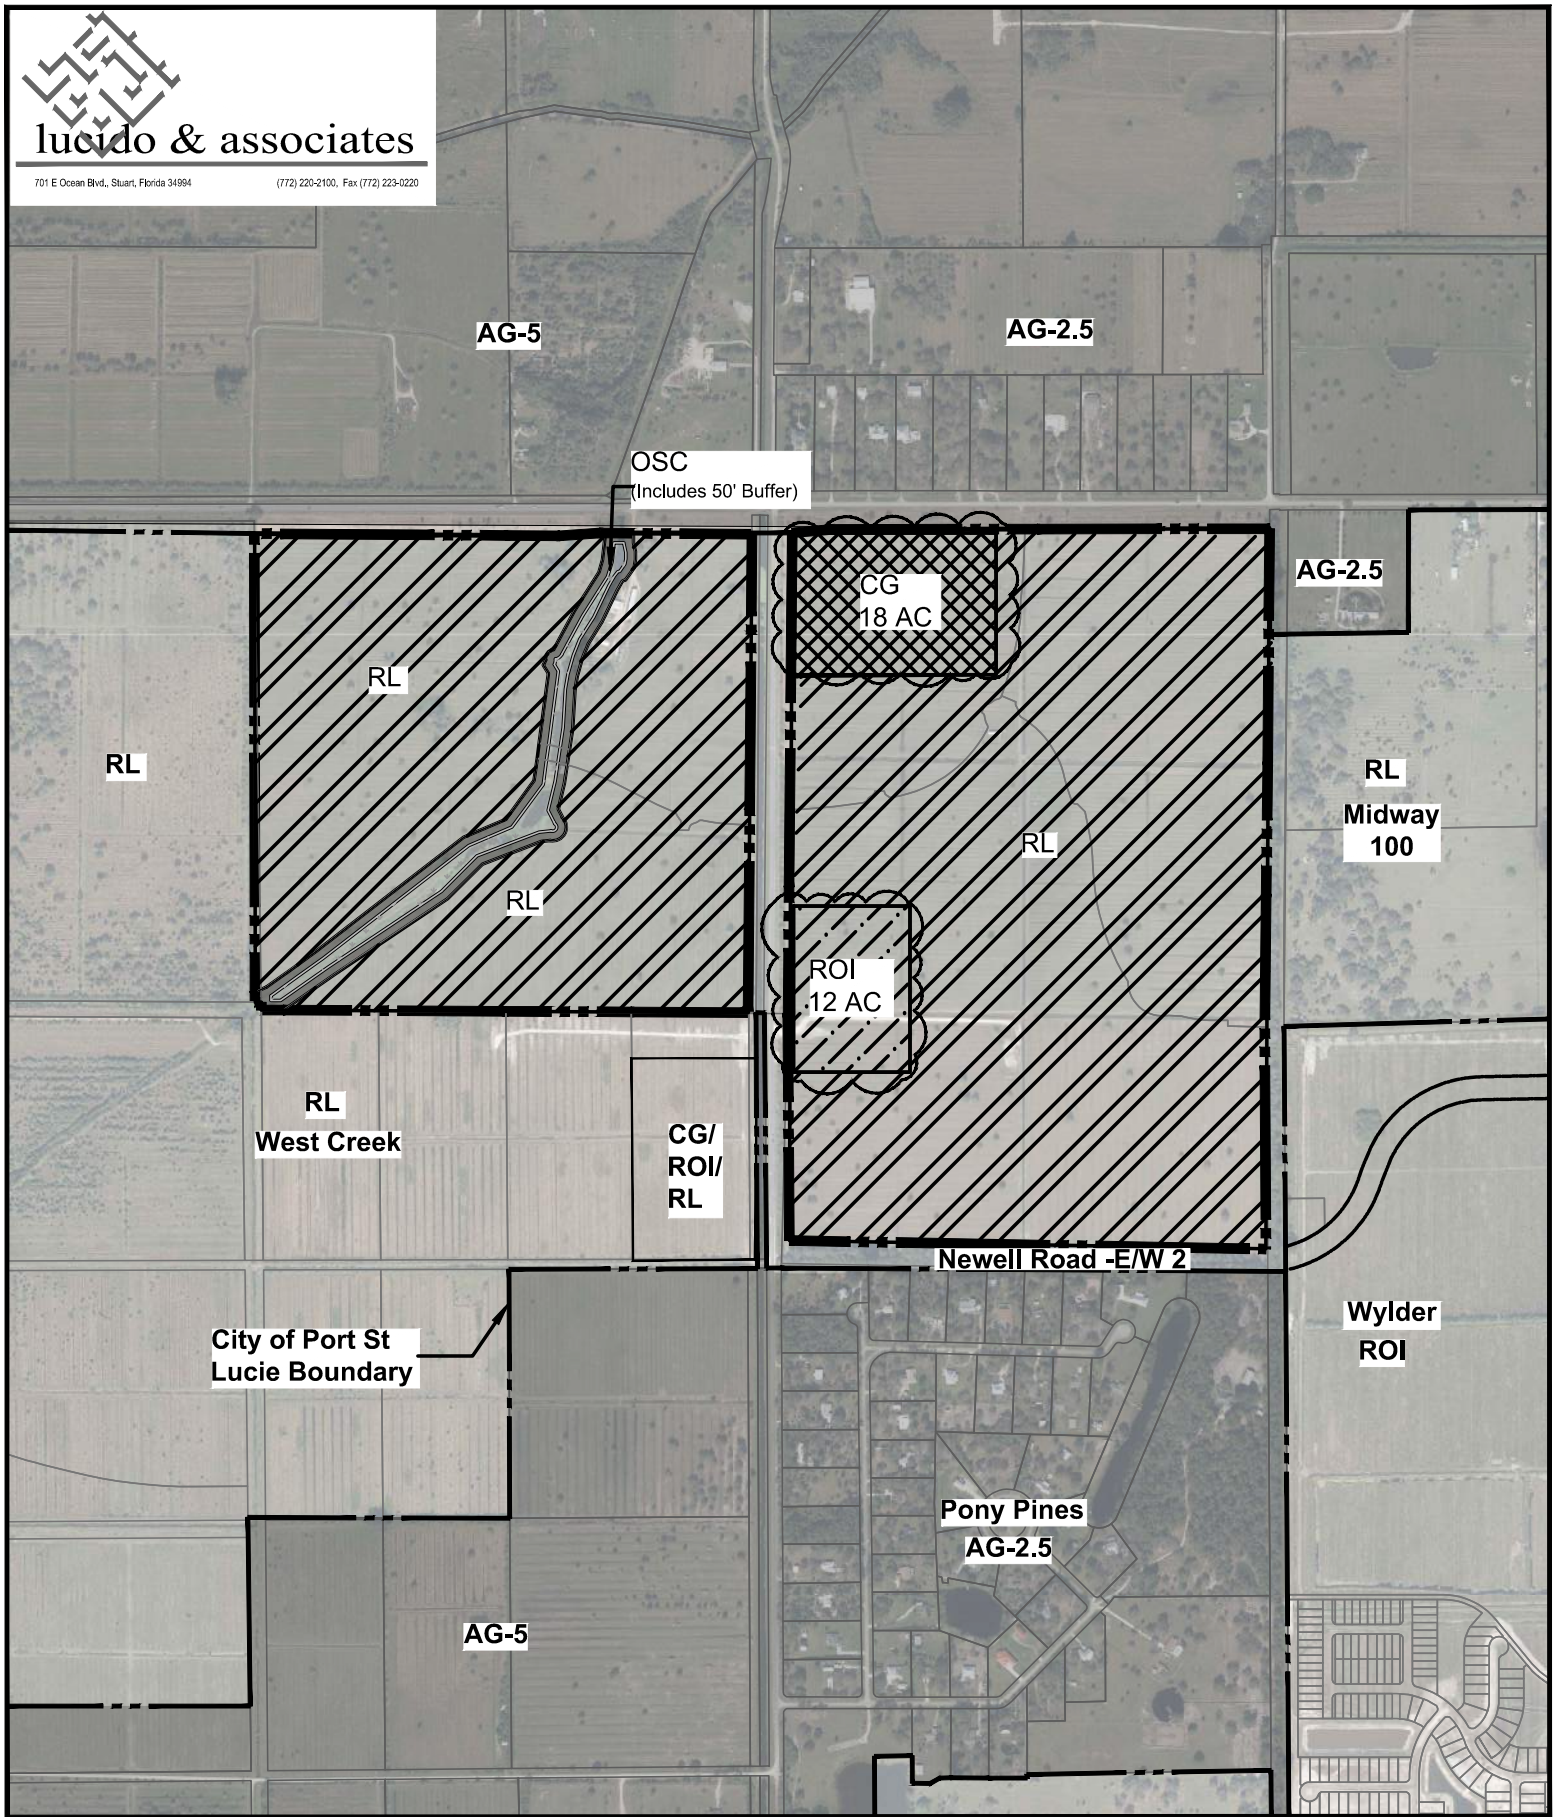 lucido & associates
701 E Ocean Blvd., Stuart, Florida 34994
(772) 220-2100, Fax (772) 223-0220
AG-5
AG-2.5
OSC
(Includes 50' Buffer)
CG
18 AC
AG-2.5
RL
RL
RL
Midway
100
RL
RL
ROI
12 AC
RL
West Creek
CG/
ROI/
RL
Newell Road -E/W 2
City of Port St
Lucie Boundary
Wylder
ROI
Pony Pines
AG-2.5
AG-5